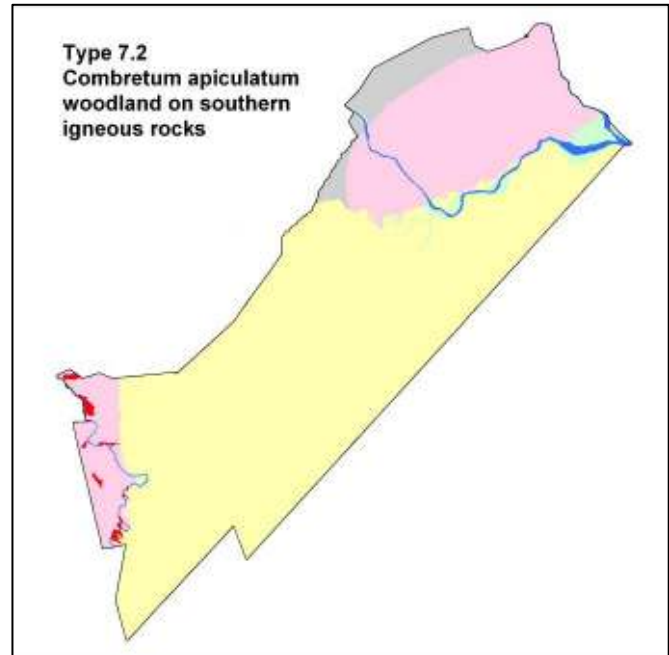 Type 7.2
Combretum apiculatum
woodland on southern
igneous rocks